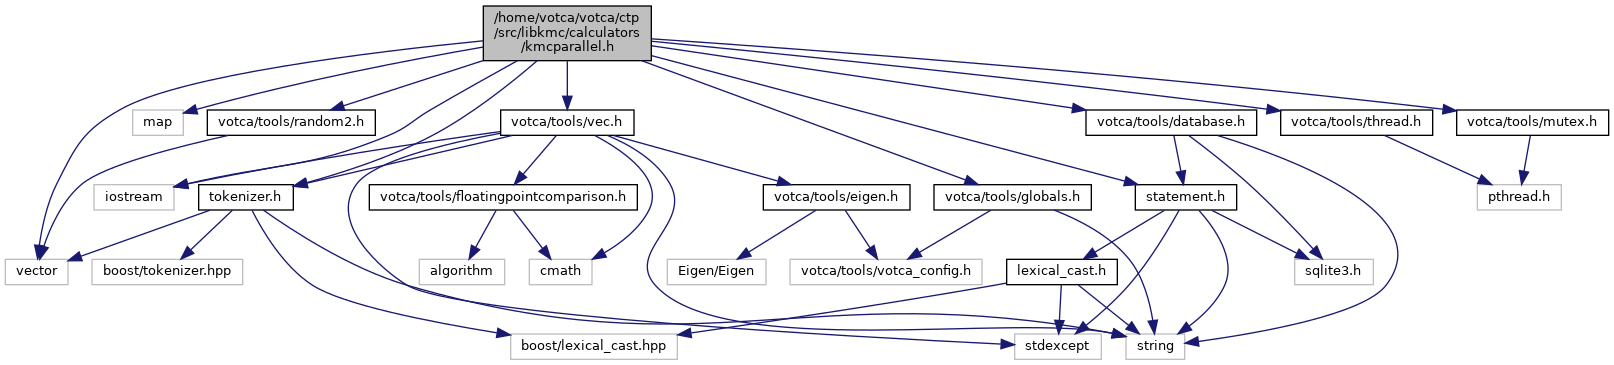 /home/votca/votca/ctp
/src/libkmc/calculators
/kmcparallel.h
map
votca/tools/random2.h
votca/tools/vec.h
votca/tools/database.h
votca/tools/thread.h
votca/tools/mutex.h
iostream
tokenizer.h
votca/tools/floatingpointcomparison.h
votca/tools/eigen.h
votca/tools/globals.h
statement.h
pthread.h
vector
boost/tokenizer.hpp
algorithm
cmath
Eigen/Eigen
votca/tools/votca_config.h
lexical_cast.h
sqlite3.h
boost/lexical_cast.hpp
stdexcept
string